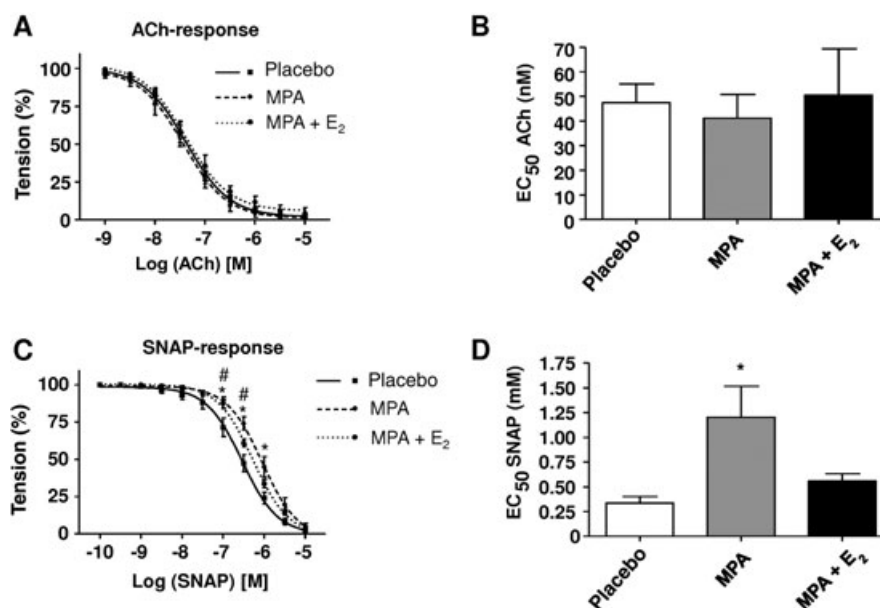 A
ACh-response
100
75
50
25
0
Tension (%)
-9 -8 -7 -6 -5
Log (ACh) [M]
Placebo
MPA
MPA + E₂
B
70
60
50
40
30
20
10
0
EC₅₀ ACh (nM)
Placebo MPA MPA + E₂
C
SNAP-response
100
75
50
25
0
Tension (%)
# #
* * *
-10 -9 -8 -7 -6 -5
Log (SNAP) [M]
Placebo
MPA
MPA + E₂
D
1.75
1.50
1.25
1.00
0.75
0.50
0.25
0
EC₅₀ SNAP (mM)
*
Placebo MPA MPA + E₂